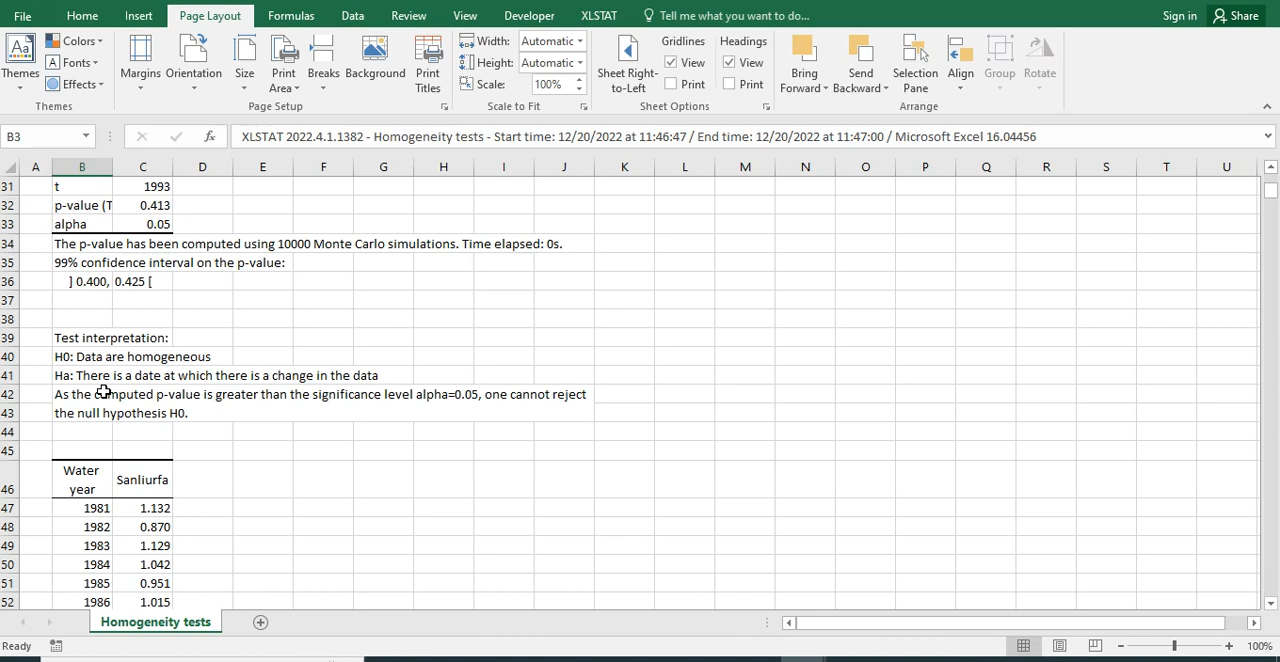 File Home Insert Page Layout Formulas Data Review View Developer XLSTAT Tell me what you want to do... Sign in Share
Themes Colors Fonts Effects Margins Orientation Size Print Area Breaks Background Print Titles Width: Automatic Height: Automatic Scale: 100% Sheet Right-to-Left Gridlines View Print Headings View Print Bring Forward Send Backward Selection Pane Align Group Rotate
Themes Page Setup Scale to Fit Sheet Options Arrange
B3 fx XLSTAT 2022.4.1.1382 - Homogeneity tests - Start time: 12/20/2022 at 11:46:47 / End time: 12/20/2022 at 11:47:00 / Microsoft Excel 16.04456
A B C D E F G H I J K L M N O P Q R S T U
31 t 1993
32 p-value (T 0.413
33 alpha 0.05
34 The p-value has been computed using 10000 Monte Carlo simulations. Time elapsed: 0s.
35 99% confidence interval on the p-value:
36 ] 0.400, 0.425 [
37
38
39 Test interpretation:
40 H0: Data are homogeneous
41 Ha: There is a date at which there is a change in the data
42 As the computed p-value is greater than the significance level alpha=0.05, one cannot reject
43 the null hypothesis H0.
44
45
46 Water year Sanliurfa
47 1981 1.132
48 1982 0.870
49 1983 1.129
50 1984 1.042
51 1985 0.951
52 1986 1.015
Homogeneity tests
Ready 100%